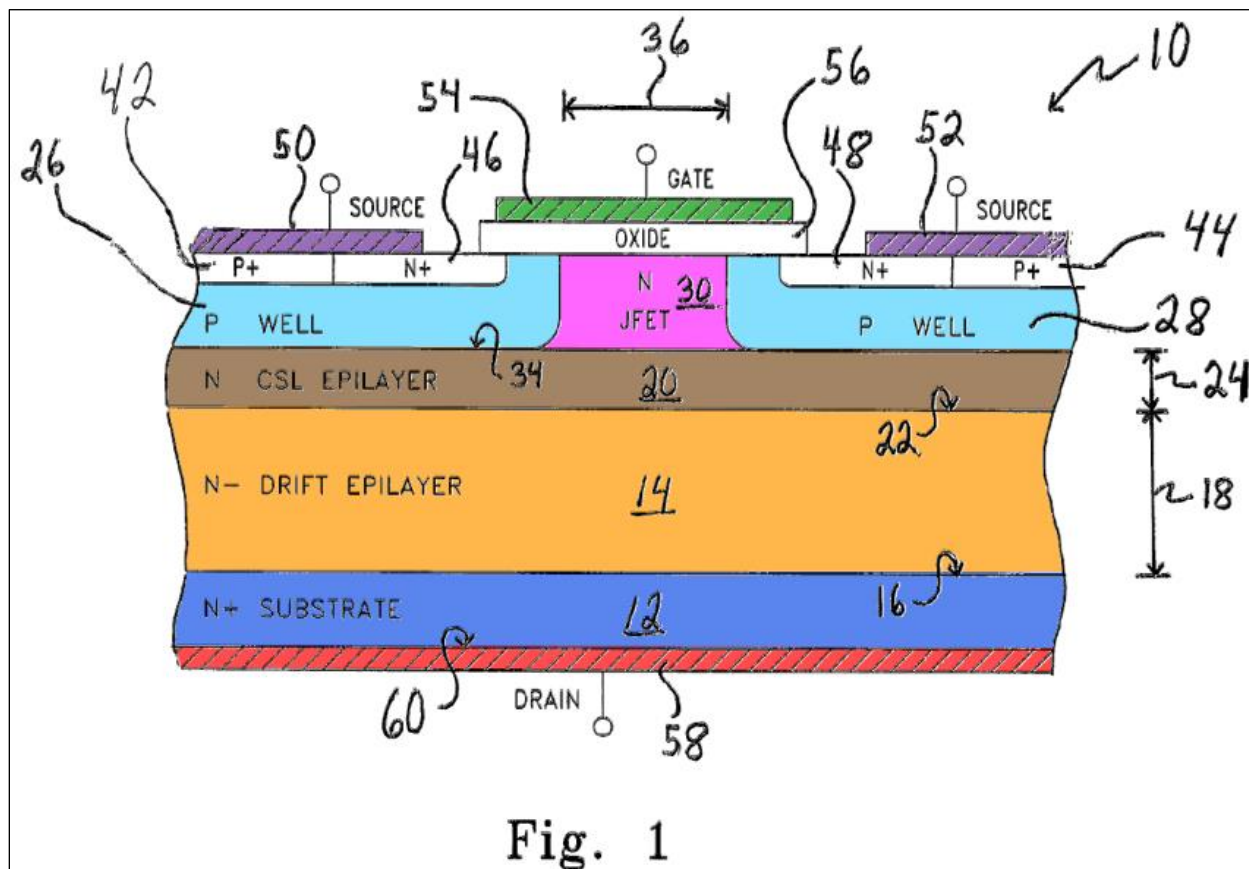 36
10
42
54
56
50
46
48
52
26
GATE
SOURCE
SOURCE
OXIDE
44
P+
N+
N
30
N+
P+
JFET
P WELL
P WELL
28
34
N CSL EPILAYER
20
24
22
N- DRIFT EPILAYER
14
18
16
N+ SUBSTRATE
12
60
DRAIN
58
Fig. 1